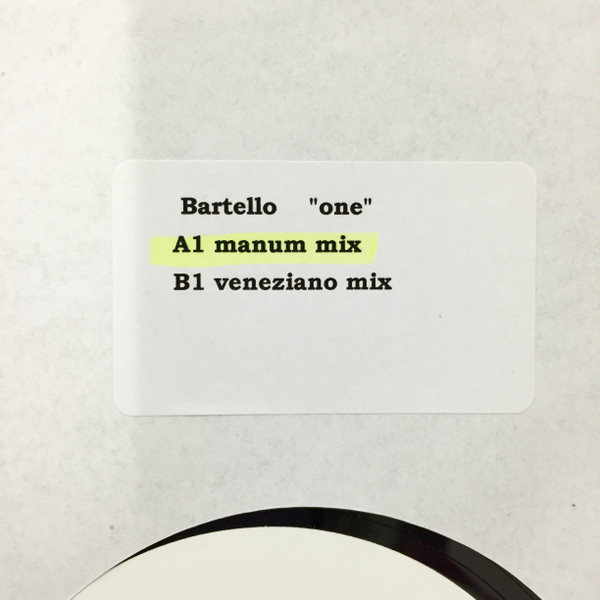 Bartello "one"
A1 manum mix
B1 veneziano mix